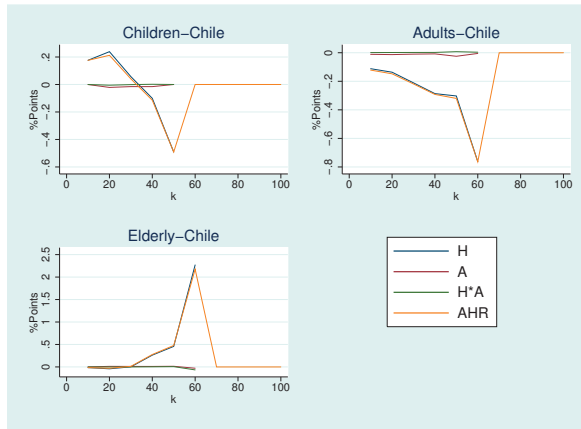 Children−Chile
%Points
.2
0
−.2
−.4
−.6
0 20 40 60 80 100
k
Adults−Chile
%Points
0
−.2
−.4
−.6
−.8
0 20 40 60 80 100
k
Elderly−Chile
%Points
2.5
2
1.5
1
.5
0
0 20 40 60 80 100
k
H
A
H*A
AHR